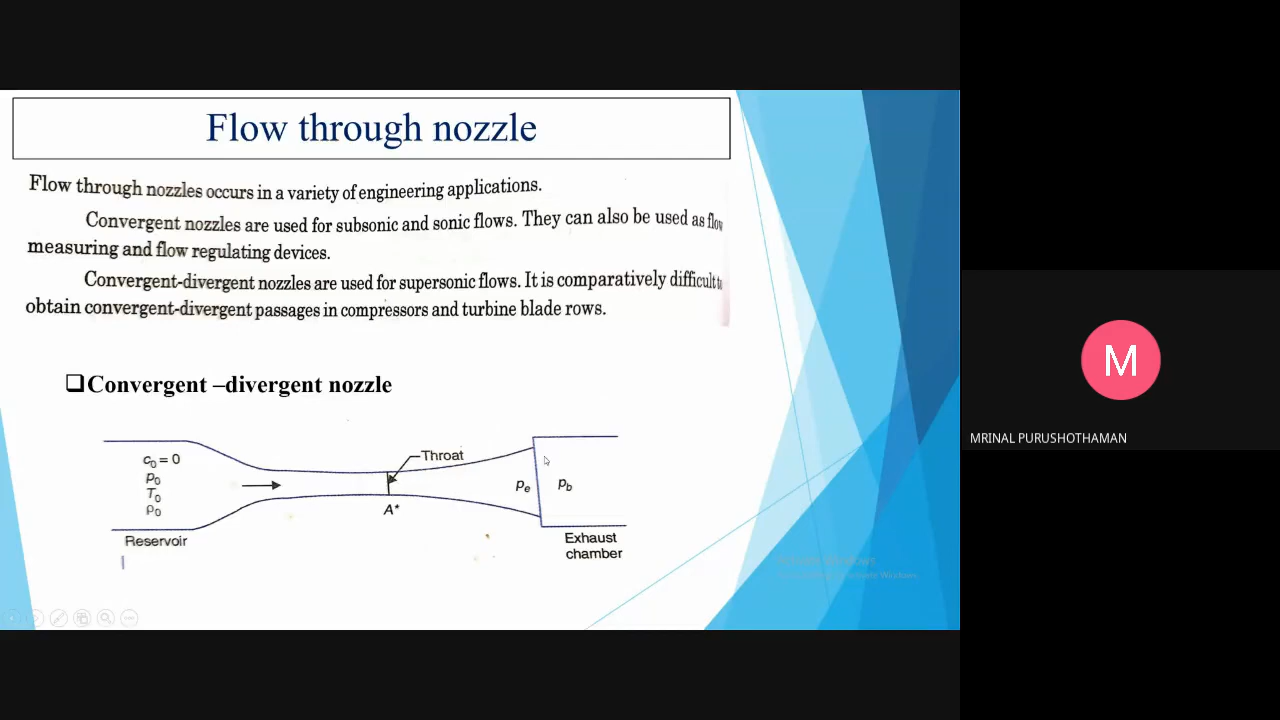 Flow through nozzle
Flow through nozzles occurs in a variety of engineering applications.
Convergent nozzles are used for subsonic and sonic flows. They can also be used as flow
measuring and flow regulating devices.
Convergent-divergent nozzles are used for supersonic flows. It is comparatively difficult to
obtain convergent-divergent passages in compressors and turbine blade rows.
❑Convergent –divergent nozzle
Throat
c₀ = 0
p₀
T₀
ρ₀
pₑ
p_b
A*
Reservoir
Exhaust
chamber
M
MRINAL PURUSHOTHAMAN